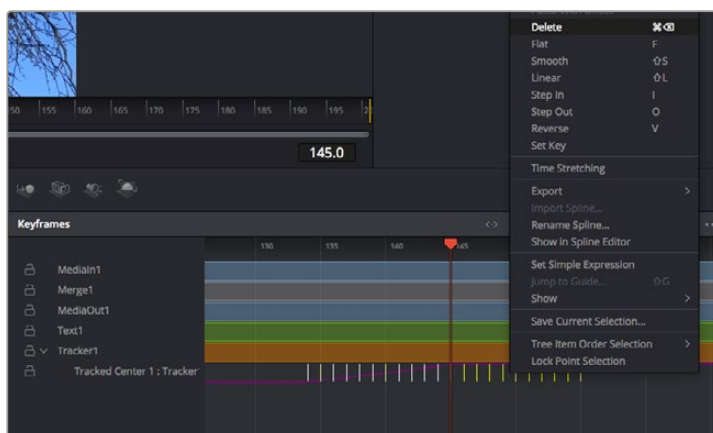 Delete ⌘⌫
Flat F
Smooth ⇧S
Linear ⇧L
Step In I
Step Out O
Reverse V
Set Key
Time Stretching
Export >
Import Spline...
Rename Spline...
Show in Spline Editor
Set Simple Expression
Jump to Guide... ⇧G
Show >
Save Current Selection...
Tree Item Order Selection >
Lock Point Selection
155 160 165 170 175 180 185 190 195
145.0
Keyframes
130 135 140 145
MediaIn1
Merge1
MediaOut1
Text1
Tracker1
Tracked Center 1 : Tracker